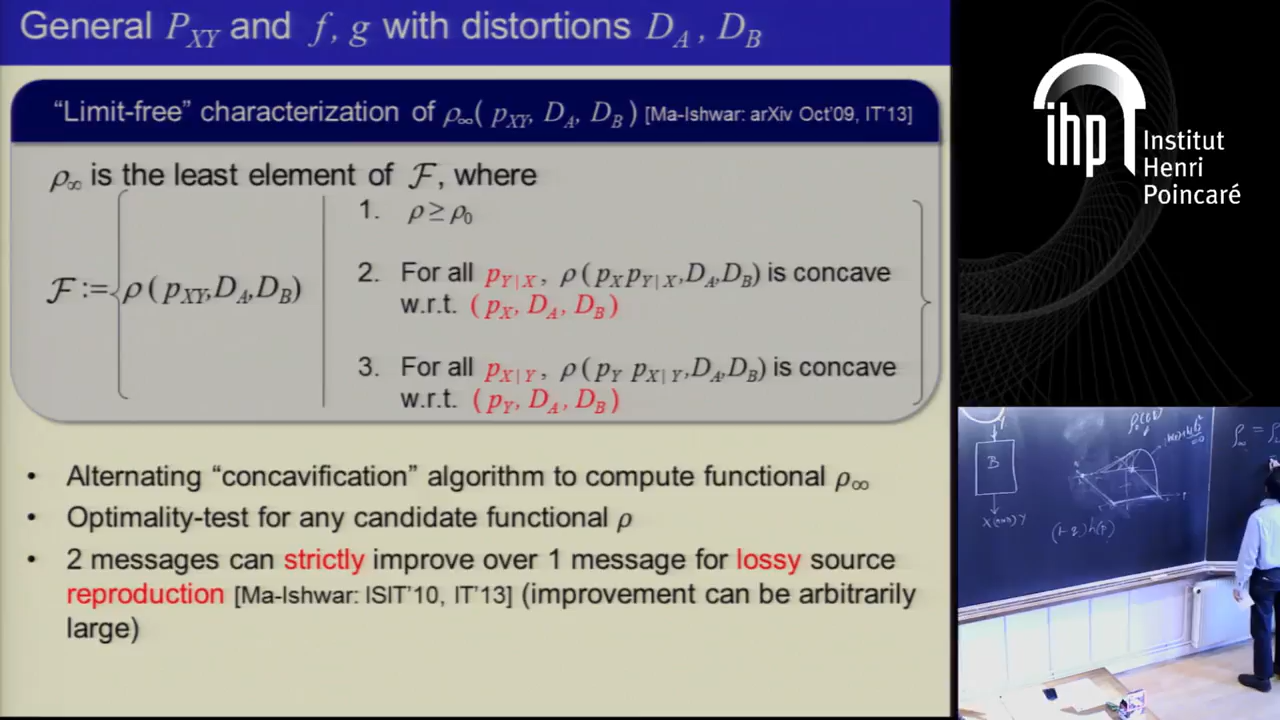 General P_XY and f, g with distortions D_A, D_B
“Limit-free” characterization of ρ∞( p_XY, D_A, D_B ) [Ma-Ishwar: arXiv Oct'09, IT'13]
ρ∞ is the least element of ℱ, where
ℱ := { ρ ( p_XY, D_A, D_B )
1. ρ ≥ ρ_0
2. For all p_Y|X, ρ ( p_X p_Y|X, D_A, D_B ) is concave
w.r.t. ( p_X, D_A, D_B )
3. For all p_X|Y, ρ ( p_Y p_X|Y, D_A, D_B ) is concave
w.r.t. ( p_Y, D_A, D_B )
• Alternating “concavification” algorithm to compute functional ρ∞
• Optimality-test for any candidate functional ρ
• 2 messages can strictly improve over 1 message for lossy source
reproduction [Ma-Ishwar: ISIT'10, IT'13] (improvement can be arbitrarily
large)
ihp
Institut
Henri
Poincaré
B
(1-q)h(p)